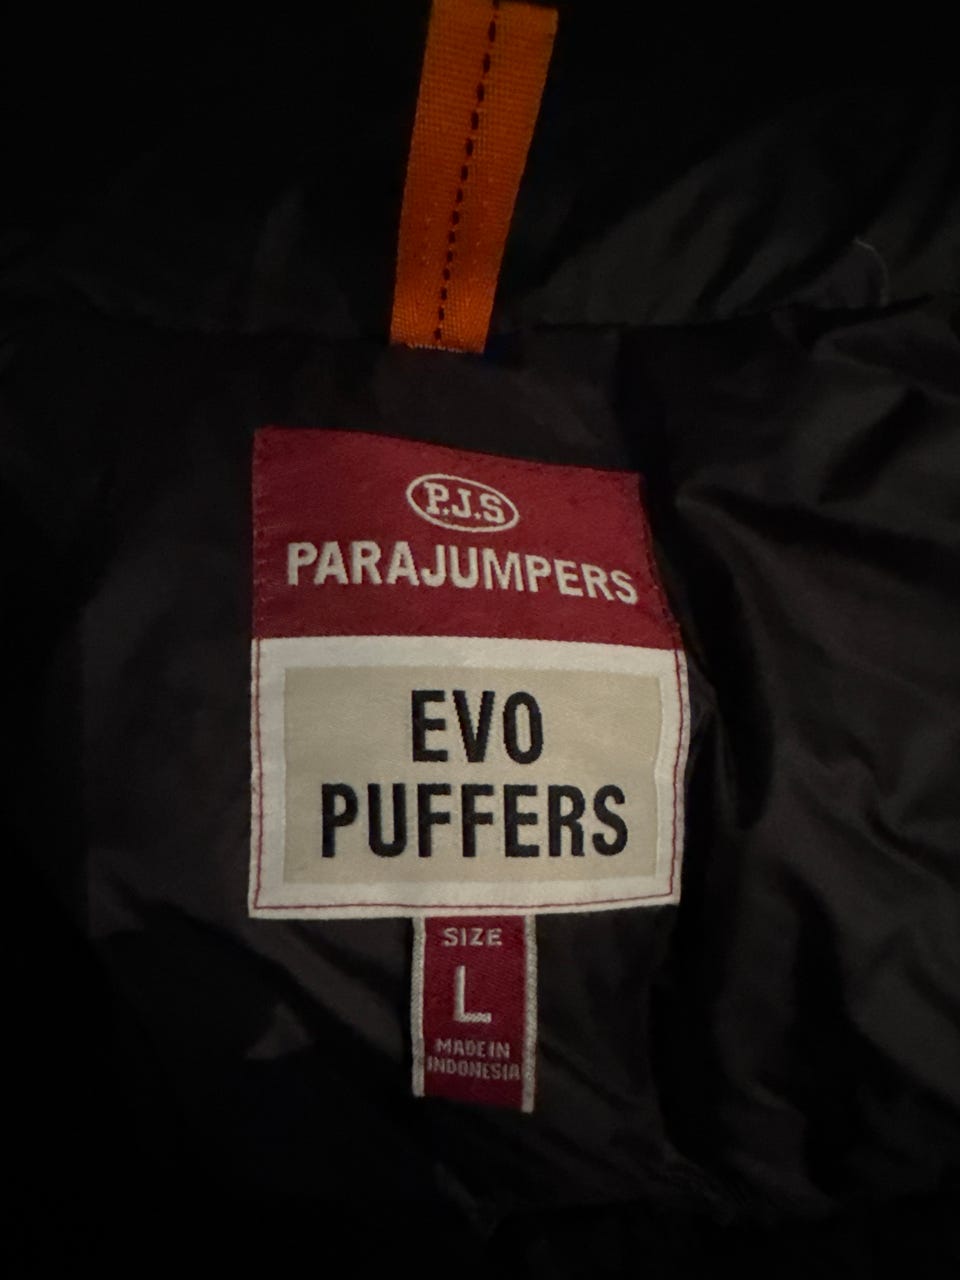 P.J.S
PARAJUMPERS
EVO
PUFFERS
SIZE
L
MADE IN
INDONESIA